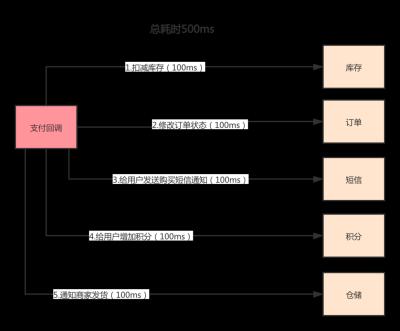 总耗时500ms
1.扣减库存（100ms）
库存
2.修改订单状态（100ms）
订单
支付回调
3.给用户发送购买短信通知（100ms）
短信
4.给用户增加积分（100ms）
积分
5.通知商家发货（100ms）
仓储